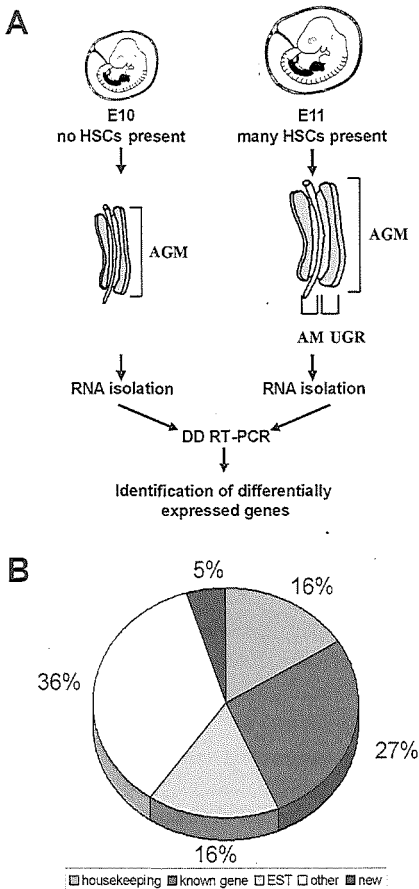 A
E10
no HSCs present
E11
many HSCs present
AGM
AGM
AM UGR
RNA isolation
RNA isolation
DD RT-PCR
Identification of differentially
expressed genes
B
5%
16%
36%
27%
16%
housekeeping known gene EST other new